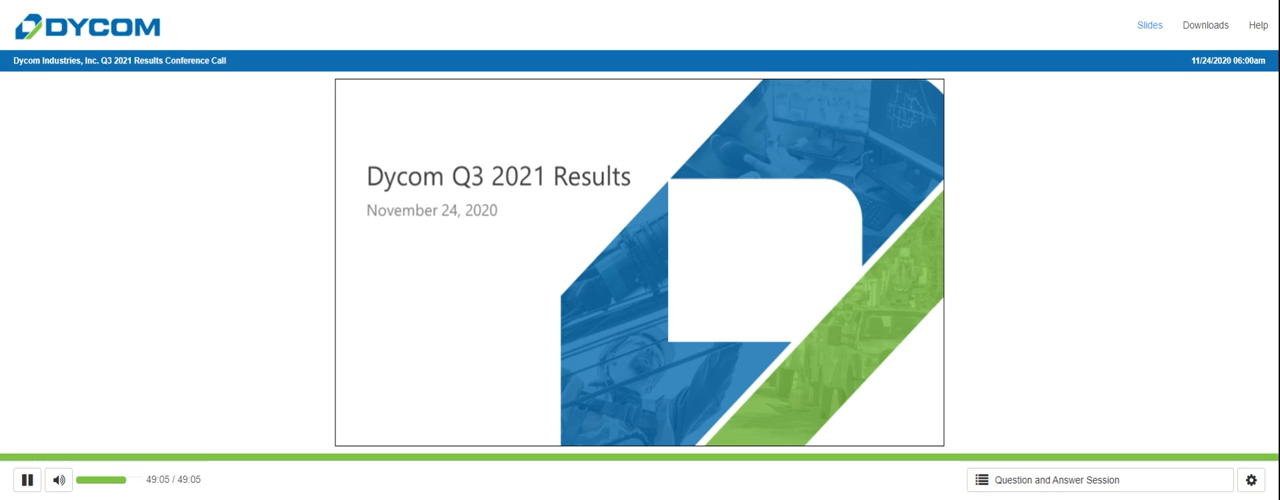 DYCOM
Slides Downloads Help
Dycom Industries, Inc. Q3 2021 Results Conference Call 11/24/2020 06:00am
Dycom Q3 2021 Results
November 24, 2020
49:05 / 49:05 Question and Answer Session